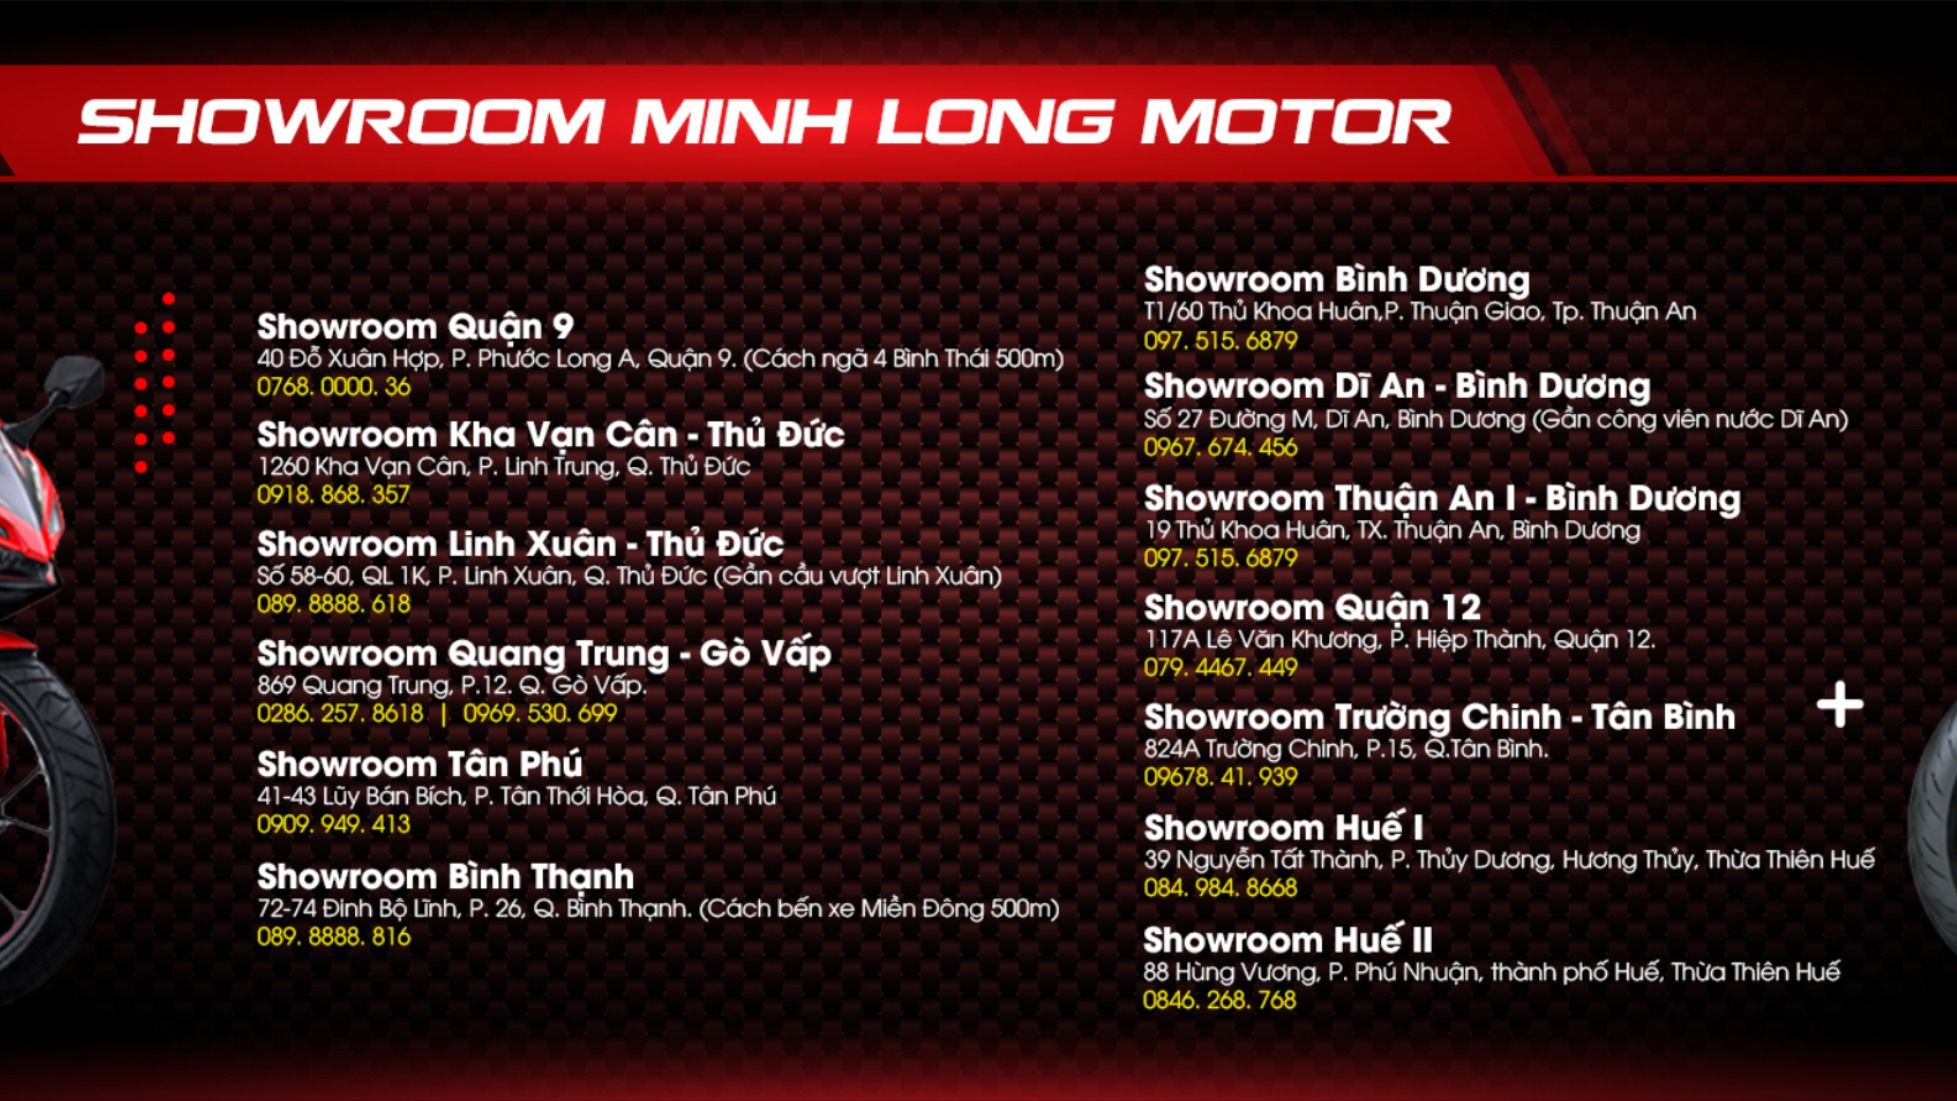 SHOWROOM MINH LONG MOTOR
Showroom Quận 9
40 Đỗ Xuân Hợp, P. Phước Long A, Quận 9. (Cách ngã 4 Bình Thái 500m)
0768. 0000. 36
Showroom Kha Vạn Cân - Thủ Đức
1260 Kha Vạn Cân, P. Linh Trung, Q. Thủ Đức
0918. 868. 357
Showroom Linh Xuân - Thủ Đức
Số 58-60, QL 1K, P. Linh Xuân, Q. Thủ Đức (Gần cầu vượt Linh Xuân)
089. 8888. 618
Showroom Quang Trung - Gò Vấp
869 Quang Trung, P.12. Q. Gò Vấp.
0286. 257. 8618 | 0969. 530. 699
Showroom Tân Phú
41-43 Lũy Bán Bích, P. Tân Thới Hòa, Q. Tân Phú
0909. 949. 413
Showroom Bình Thạnh
72-74 Đinh Bộ Lĩnh, P. 26, Q. Bình Thạnh. (Cách bến xe Miền Đông 500m)
089. 8888. 816
Showroom Bình Dương
T1/60 Thủ Khoa Huân,P. Thuận Giao, Tp. Thuận An
097. 515. 6879
Showroom Dĩ An - Bình Dương
Số 27 Đường M, Dĩ An, Bình Dương (Gần công viên nước Dĩ An)
0967. 674. 456
Showroom Thuận An I - Bình Dương
19 Thủ Khoa Huân, TX. Thuận An, Bình Dương
097. 515. 6879
Showroom Quận 12
117A Lê Văn Khương, P. Hiệp Thành, Quận 12.
079. 4467. 449
Showroom Trường Chinh - Tân Bình
824A Trường Chinh, P.15, Q.Tân Bình.
09678. 41. 939
Showroom Huế I
39 Nguyễn Tất Thành, P. Thủy Dương, Hương Thủy, Thừa Thiên Huế
084. 984. 8668
Showroom Huế II
88 Hùng Vương, P. Phú Nhuận, thành phố Huế, Thừa Thiên Huế
0846. 268. 768